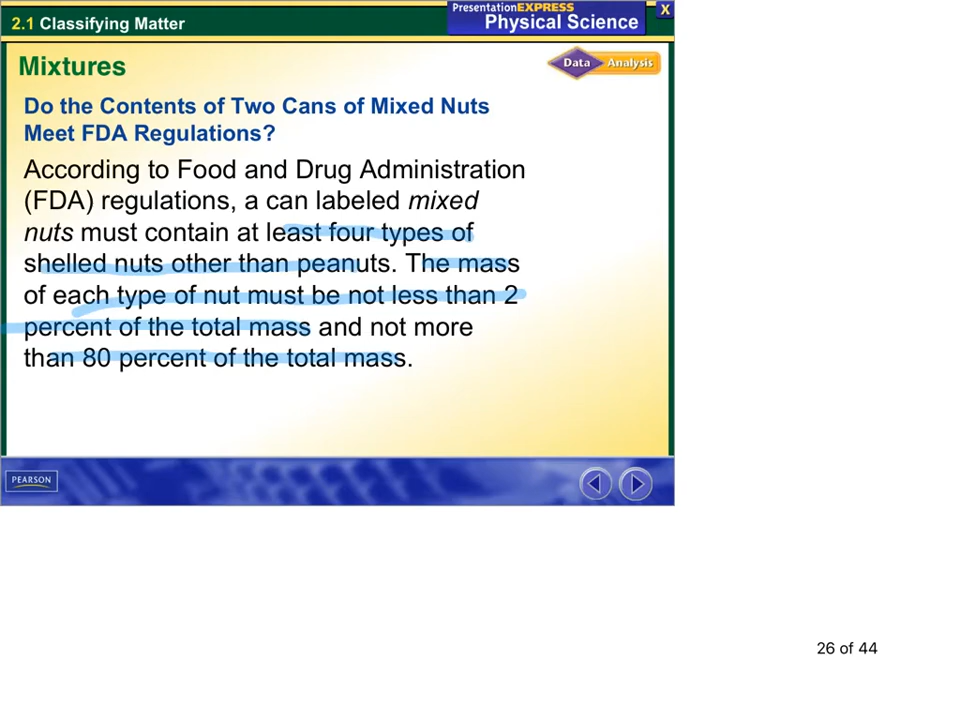 PresentationEXPRESS
Physical Science
X
2.1 Classifying Matter
Mixtures
Data Analysis
Do the Contents of Two Cans of Mixed Nuts
Meet FDA Regulations?
According to Food and Drug Administration
(FDA) regulations, a can labeled mixed
nuts must contain at least four types of
shelled nuts other than peanuts. The mass
of each type of nut must be not less than 2
percent of the total mass and not more
than 80 percent of the total mass.
PEARSON
26 of 44